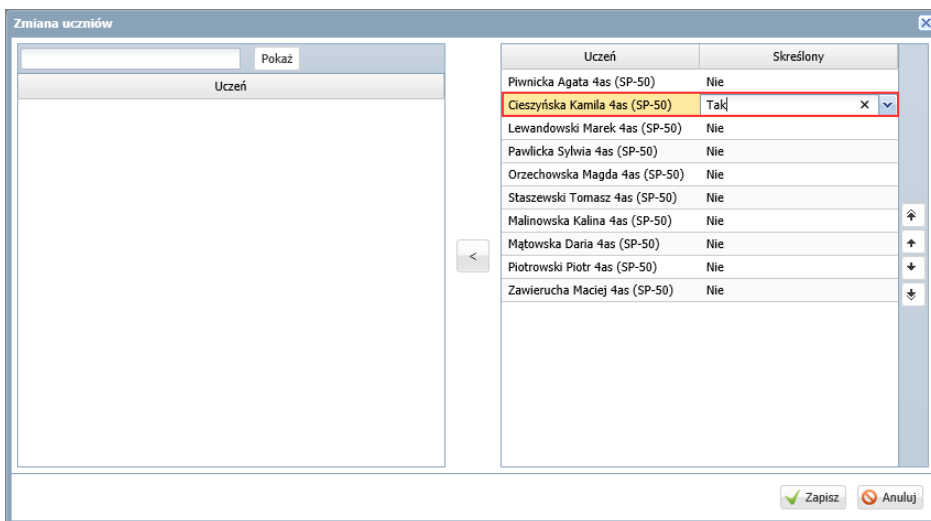 Zmiana uczniów
Pokaż
Uczeń
Uczeń Skreślony
Piwnicka Agata 4as (SP-50) Nie
Cieszyńska Kamila 4as (SP-50) Tak
Lewandowski Marek 4as (SP-50) Nie
Pawlicka Sylwia 4as (SP-50) Nie
Orzechowska Magda 4as (SP-50) Nie
Staszewski Tomasz 4as (SP-50) Nie
Malinowska Kalina 4as (SP-50) Nie
Mątowska Daria 4as (SP-50) Nie
Piotrowski Piotr 4as (SP-50) Nie
Zawierucha Maciej 4as (SP-50) Nie
<
Zapisz Anuluj